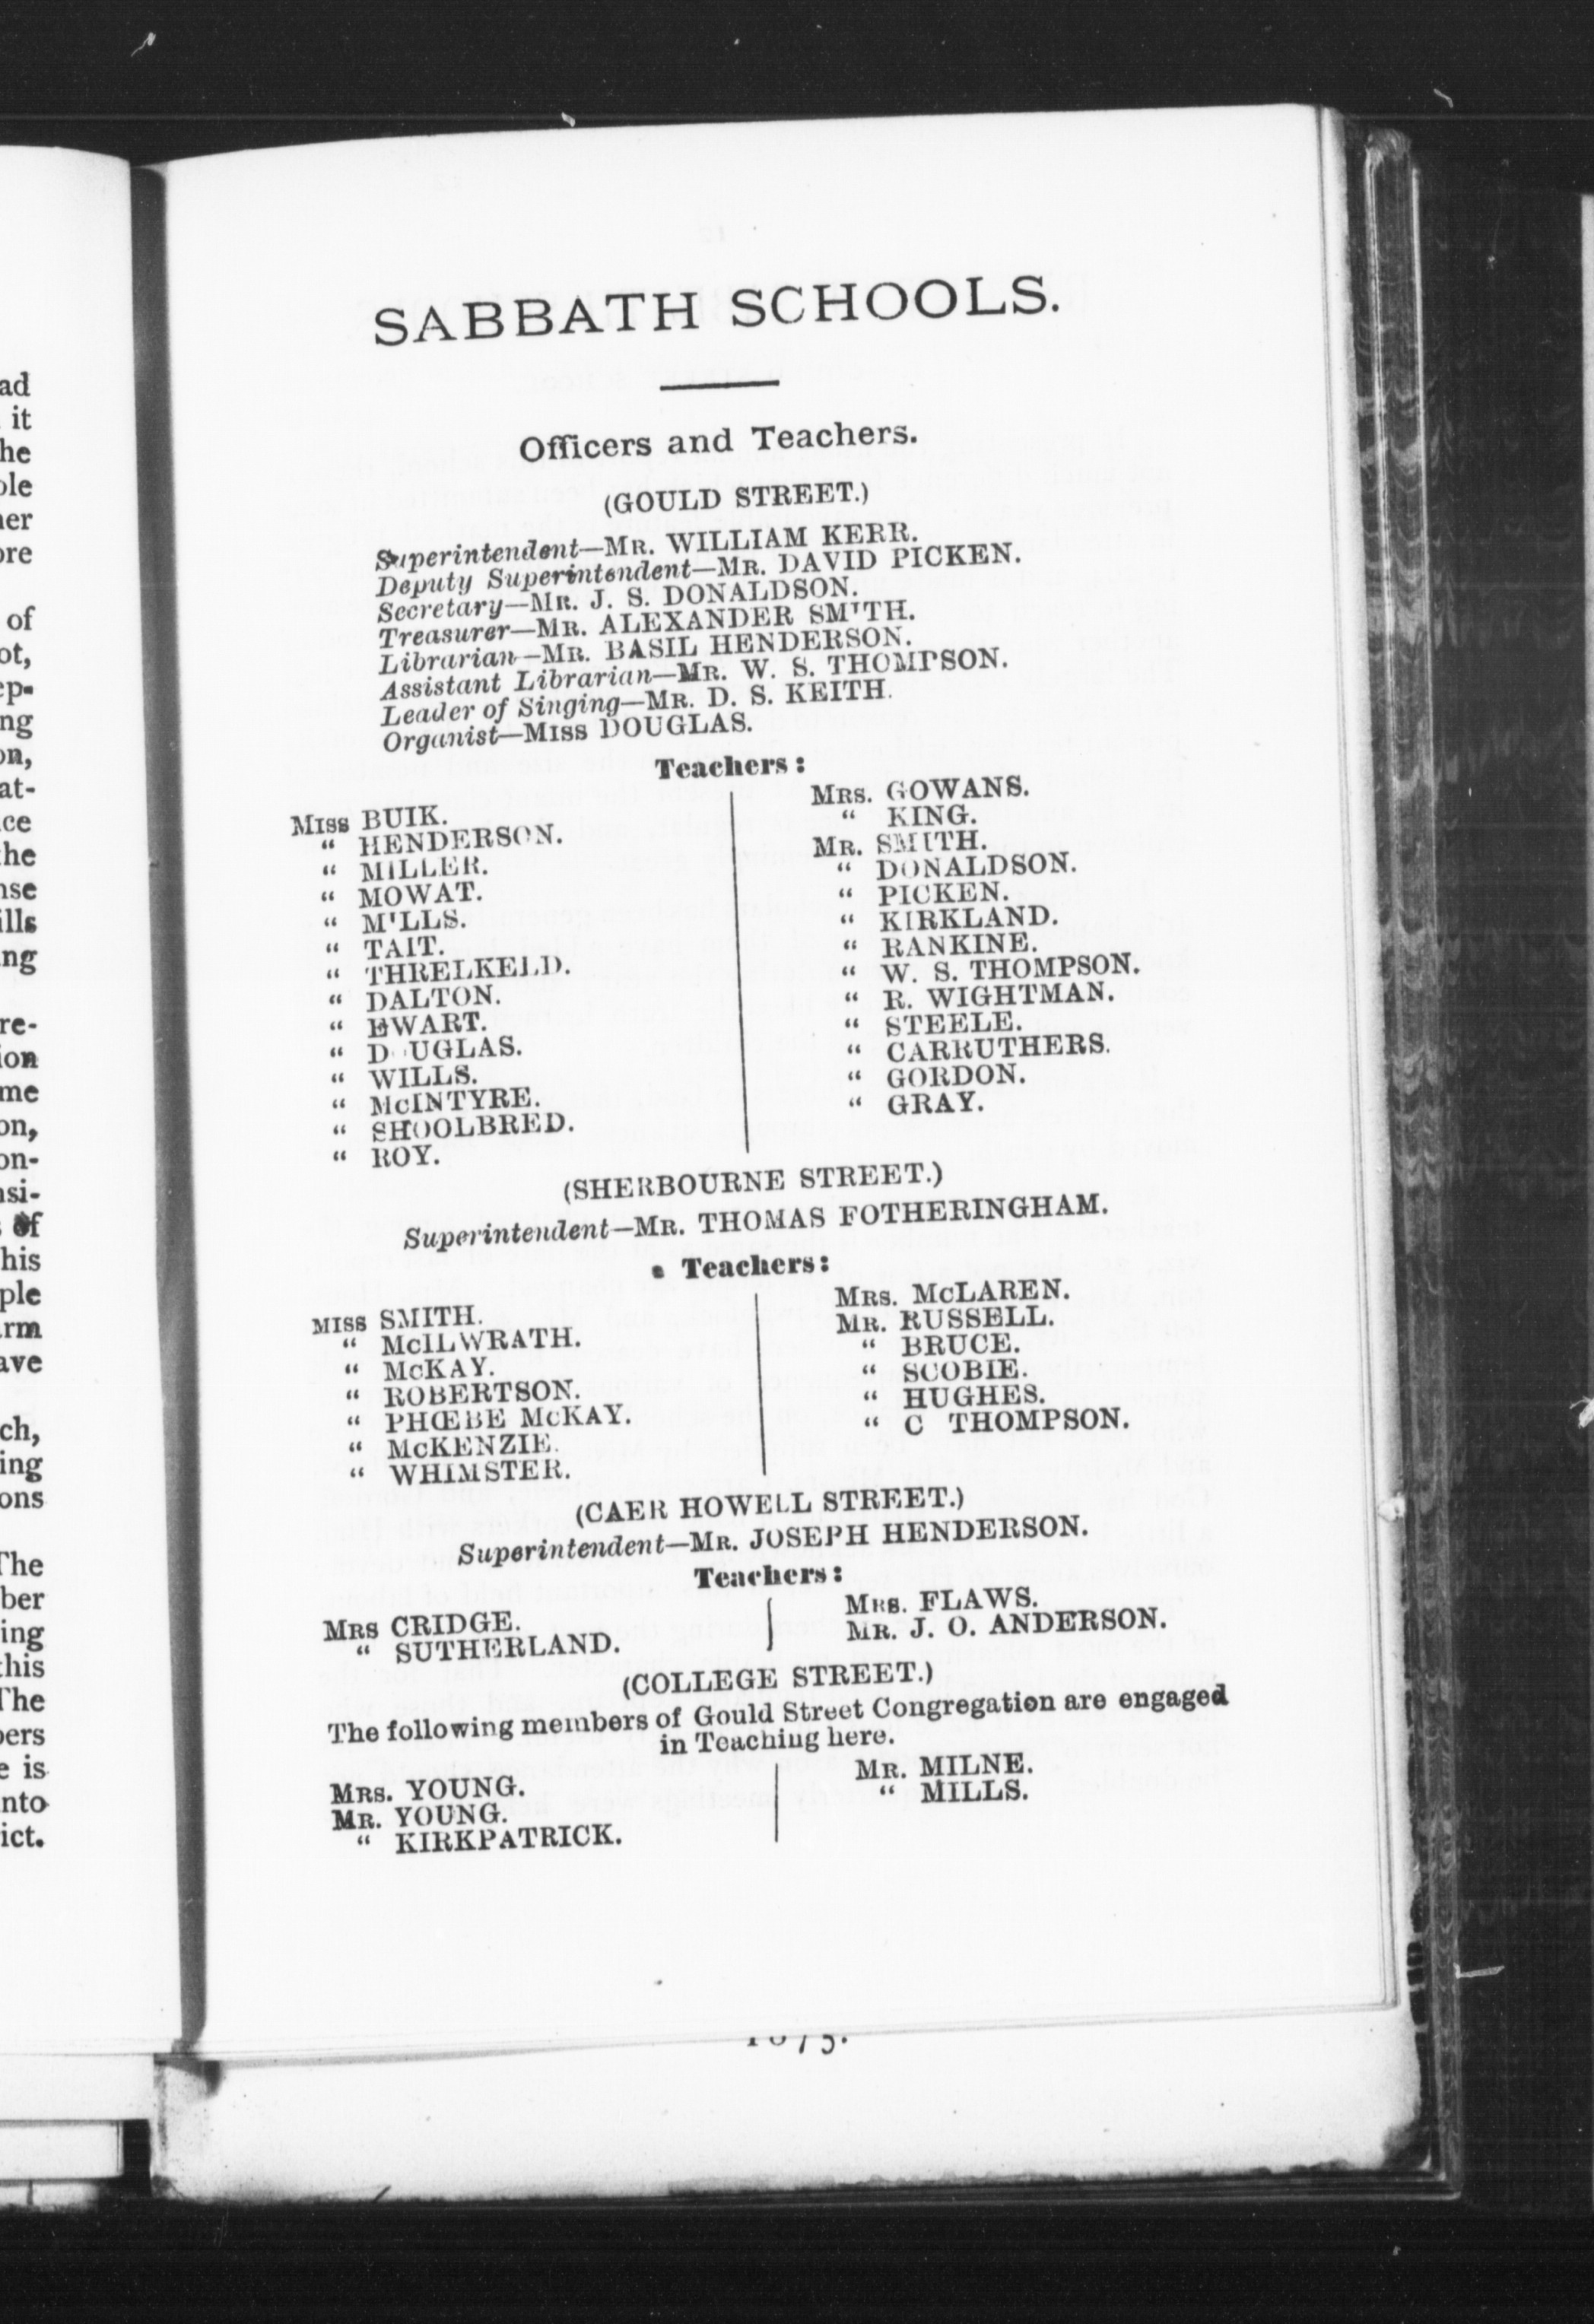 SABBATH SCHOOLS.
Officers and Teachers.
(GOULD STREET.)
Superintendent—MR. WILLIAM KERR.
Deputy Superintendent—MR. DAVID PICKEN.
Secretary—MR. J. S. DONALDSON.
Treasurer—MR. ALEXANDER SMITH.
Librarian—MR. BASIL HENDERSON.
Assistant Librarian—MR. W. S. THOMPSON.
Leader of Singing—MR. D. S. KEITH.
Organist—MISS DOUGLAS.
Teachers:
MISS BUIK.
" HENDERSON.
" MILLER.
" MOWAT.
" MILLS.
" TAIT.
" THRELKELD.
" DALTON.
" EWART.
" DOUGLAS.
" WILLS.
" McINTYRE.
" SHOOLBRED.
" ROY.
MRS. GOWANS.
" KING.
MR. SMITH.
" DONALDSON.
" PICKEN.
" KIRKLAND.
" RANKINE.
" W. S. THOMPSON.
" R. WIGHTMAN.
" STEELE.
" CARRUTHERS.
" GORDON.
" GRAY.
(SHERBOURNE STREET.)
Superintendent—MR. THOMAS FOTHERINGHAM.
Teachers:
MISS SMITH.
" McILWRATH.
" McKAY.
" ROBERTSON.
" PHŒBE McKAY.
" McKENZIE.
" WHIMSTER.
MRS. McLAREN.
MR. RUSSELL.
" BRUCE.
" SCOBIE.
" HUGHES.
" C THOMPSON.
(CAER HOWELL STREET.)
Superintendent—MR. JOSEPH HENDERSON.
Teachers:
MRS CRIDGE.
" SUTHERLAND.
MRS. FLAWS.
MR. J. O. ANDERSON.
(COLLEGE STREET.)
The following members of Gould Street Congregation are engaged
in Teaching here.
MRS. YOUNG.
MR. YOUNG.
" KIRKPATRICK.
MR. MILNE.
" MILLS.
1875.